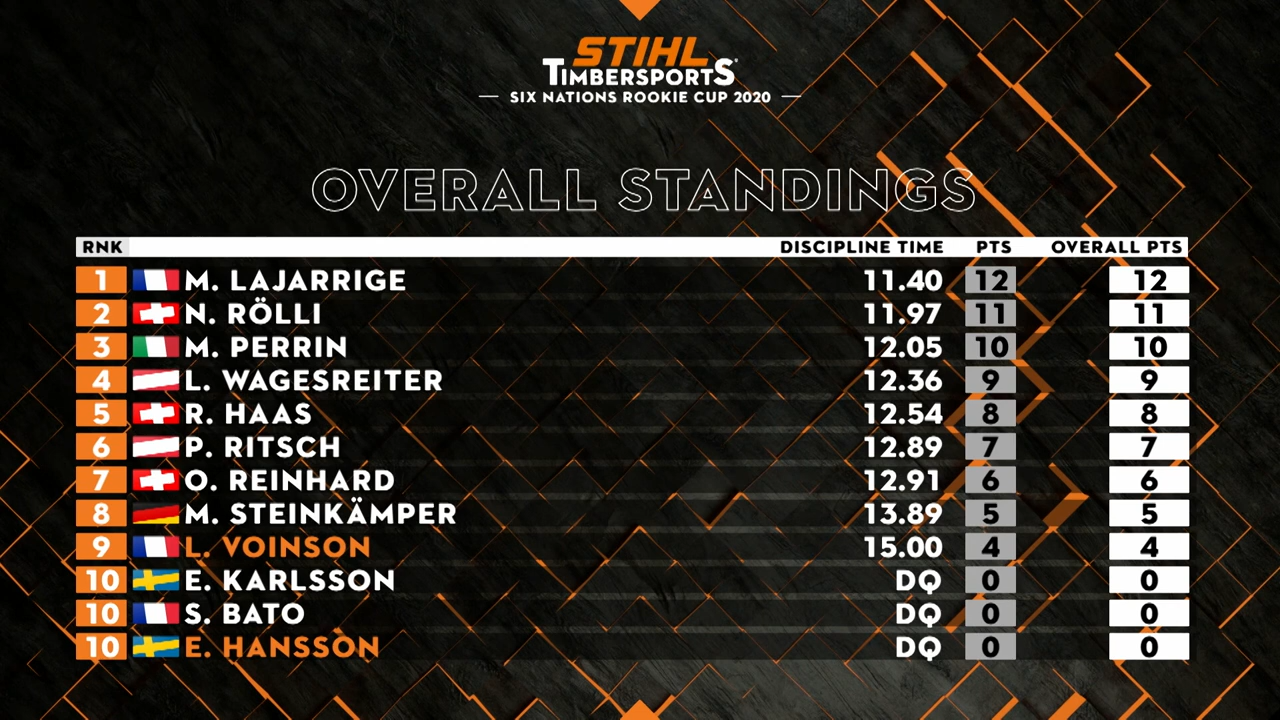 STIHL
TIMBERSPORTS®
SIX NATIONS ROOKIE CUP 2020
OVERALL STANDINGS
RNK DISCIPLINE TIME PTS OVERALL PTS
1 M. LAJARRIGE 11.40 12 12
2 N. RÖLLI 11.97 11 11
3 M. PERRIN 12.05 10 10
4 L. WAGESREITER 12.36 9 9
5 R. HAAS 12.54 8 8
6 P. RITSCH 12.89 7 7
7 O. REINHARD 12.91 6 6
8 M. STEINKÄMPER 13.89 5 5
9 L. VOINSON 15.00 4 4
10 E. KARLSSON DQ 0 0
10 S. BATO DQ 0 0
10 E. HANSSON DQ 0 0